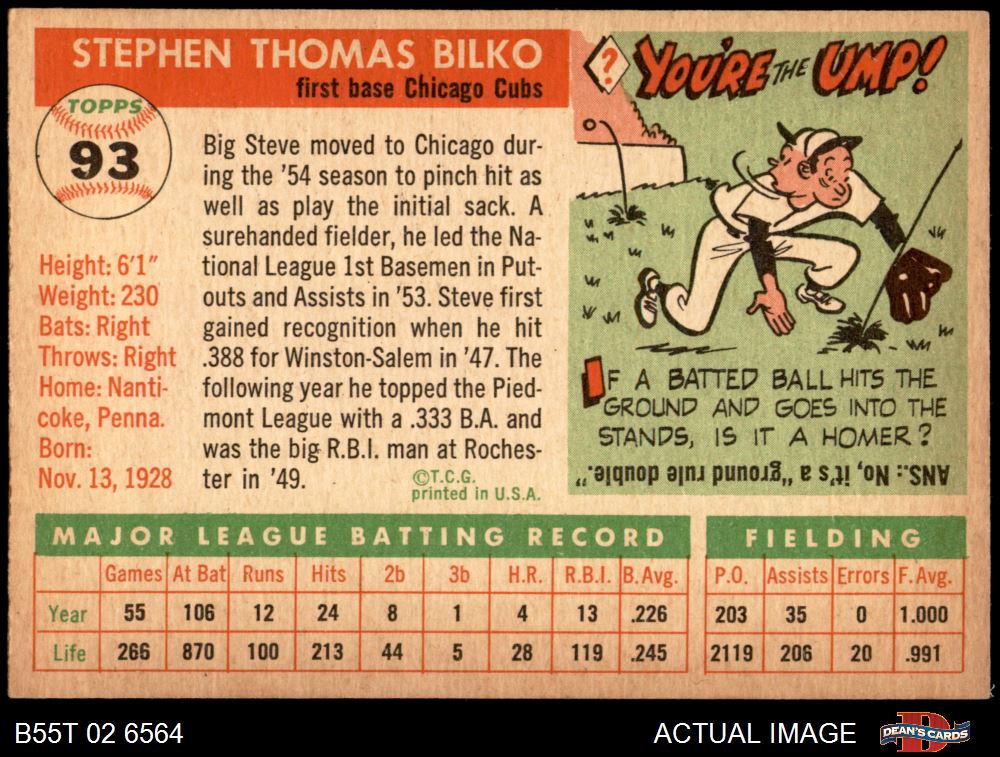 STEPHEN THOMAS BILKO
first base Chicago Cubs
TOPPS
93
Height: 6'1"
Weight: 230
Bats: Right
Throws: Right
Home: Nanti-
coke, Penna.
Born:
Nov. 13, 1928
Big Steve moved to Chicago dur-
ing the '54 season to pinch hit as
well as play the initial sack. A
surehanded fielder, he led the Na-
tional League 1st Basemen in Put-
outs and Assists in '53. Steve first
gained recognition when he hit
.388 for Winston-Salem in '47. The
following year he topped the Pied-
mont League with a .333 B.A. and
was the big R.B.I. man at Roches-
ter in '49.
©T.C.G.
printed in U.S.A.
? YOU'RE THE UMP!
IF A BATTED BALL HITS THE
GROUND AND GOES INTO THE
STANDS, IS IT A HOMER?
ANS.: No, it's a "ground rule double."
MAJOR LEAGUE BATTING RECORD
Games At Bat Runs Hits 2b 3b H.R. R.B.I. B. Avg.
Year 55 106 12 24 8 1 4 13 .226
Life 266 870 100 213 44 5 28 119 .245
FIELDING
P.O. Assists Errors F. Avg.
203 35 0 1.000
2119 206 20 .991
B55T 02 6564
ACTUAL IMAGE
D
DEAN'S CARDS